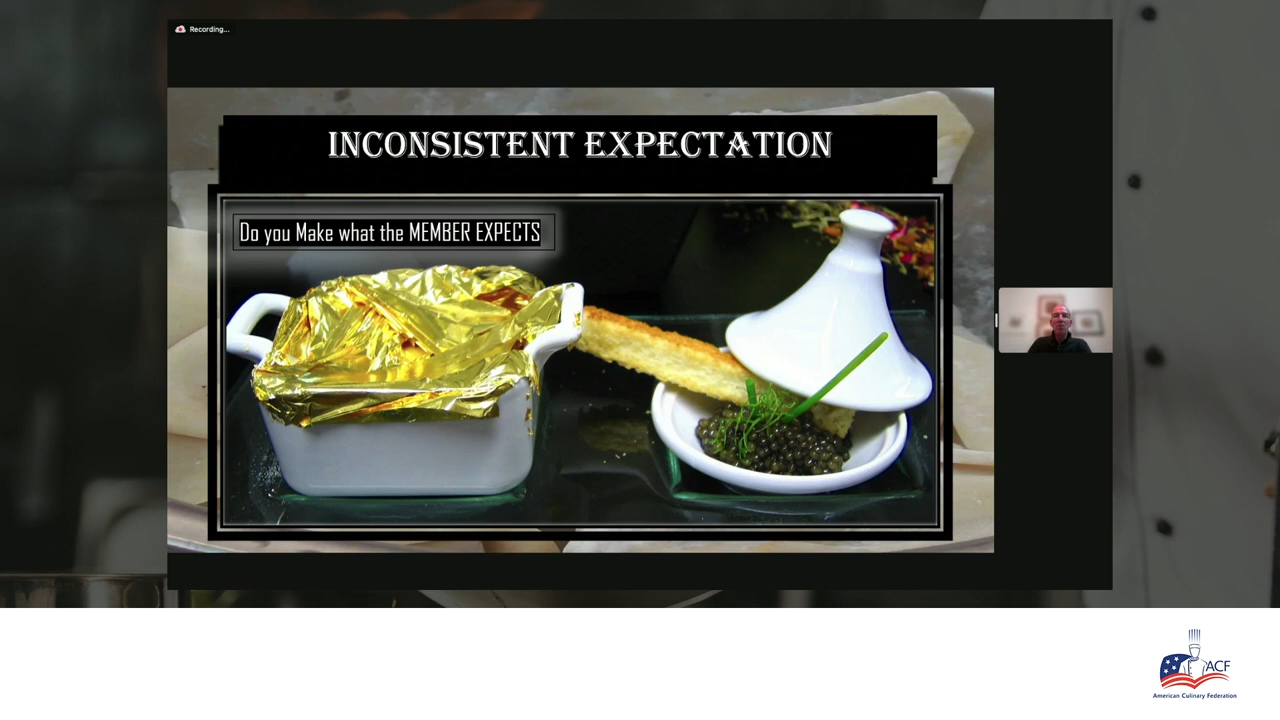 Recording...
INCONSISTENT EXPECTATION
Do you Make what the MEMBER EXPECTS
ACF
American Culinary Federation